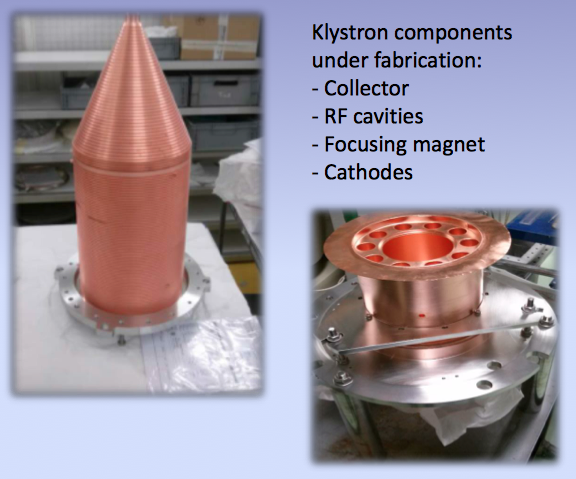 Klystron components
under fabrication:
- Collector
- RF cavities
- Focusing magnet
- Cathodes